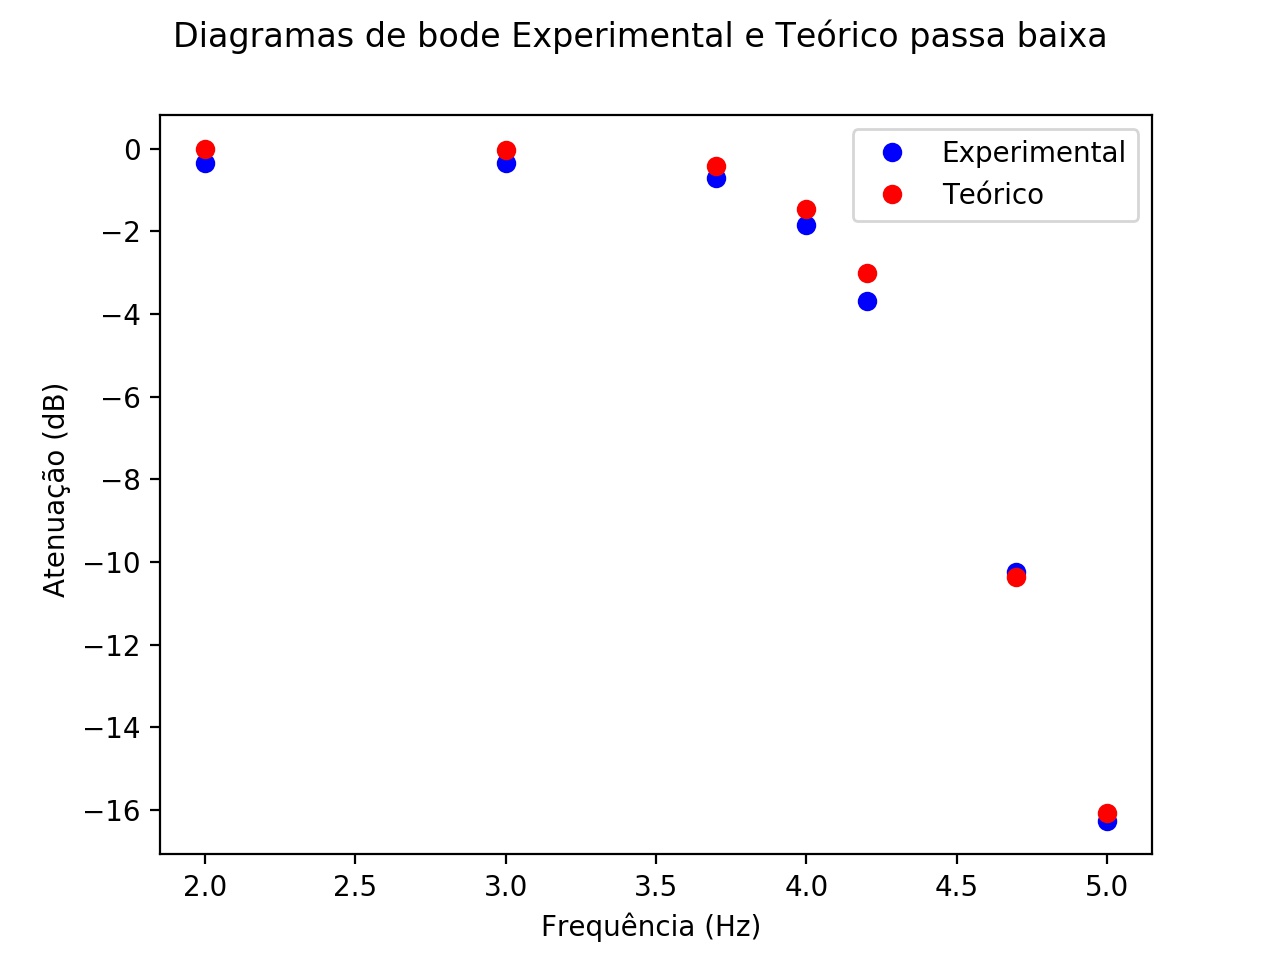 Diagramas de bode Experimental e Teórico passa baixa
Experimental
Teórico
0
−2
−4
−6
−8
−10
−12
−14
−16
Atenuação (dB)
2.0 2.5 3.0 3.5 4.0 4.5 5.0
Frequência (Hz)